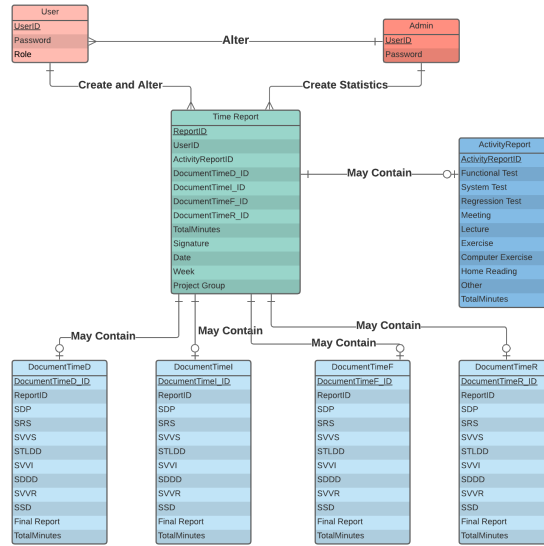 User
UserID
Password
Role
Alter
Admin
UserID
Password
Create and Alter
Create Statistics
Time Report
ReportID
UserID
ActivityReportID
DocumentTimeD_ID
DocumentTimeI_ID
DocumentTimeF_ID
DocumentTimeR_ID
TotalMinutes
Signature
Date
Week
Project Group
May Contain
ActivityReport
ActivityReportID
Functional Test
System Test
Regression Test
Meeting
Lecture
Exercise
Computer Exercise
Home Reading
Other
TotalMinutes
May Contain
May Contain
May Contain
May Contain
DocumentTimeD
DocumentTimeD_ID
ReportID
SDP
SRS
SVVS
STLDD
SVVI
SDDD
SVVR
SSD
Final Report
TotalMinutes
DocumentTimeI
DocumentTimeI_ID
ReportID
SDP
SRS
SVVS
STLDD
SVVI
SDDD
SVVR
SSD
Final Report
TotalMinutes
DocumentTimeF
DocumentTimeF_ID
ReportID
SDP
SRS
SVVS
STLDD
SVVI
SDDD
SVVR
SSD
Final Report
TotalMinutes
DocumentTimeR
DocumentTimeR_ID
ReportID
SDP
SRS
SVVS
STLDD
SVVI
SDDD
SVVR
SSD
Final Report
TotalMinutes